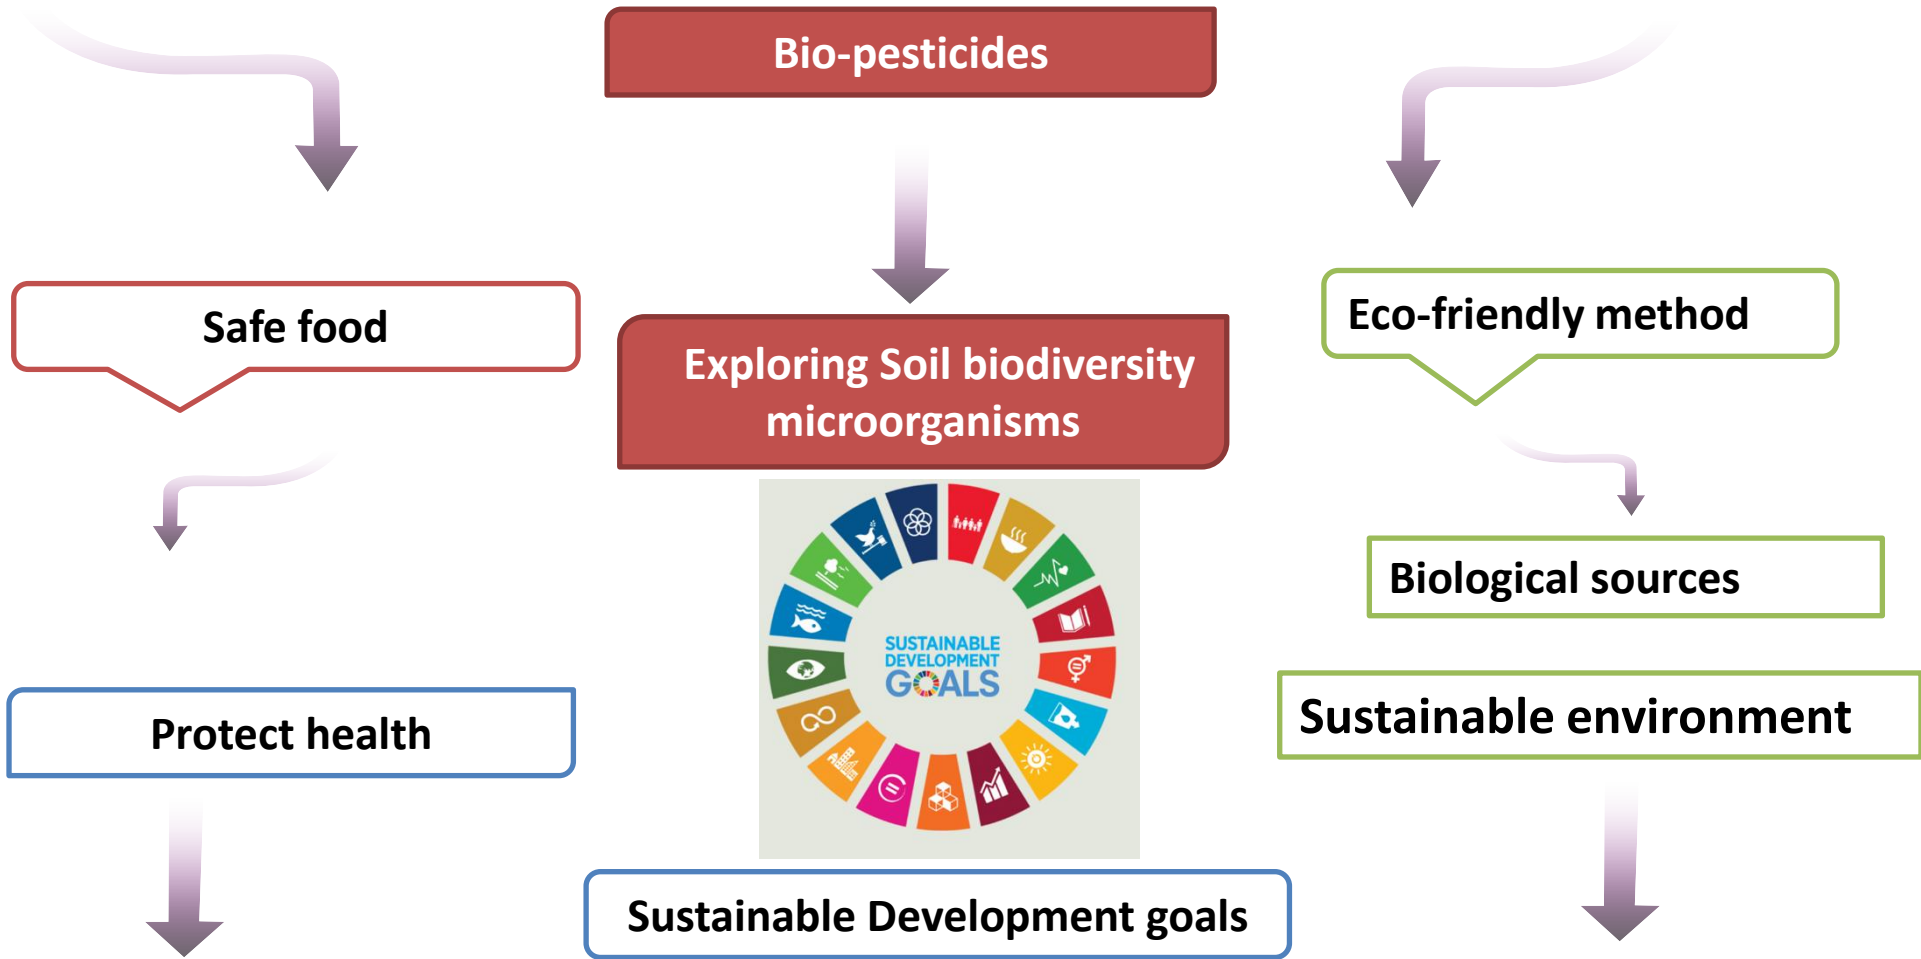 Bio-pesticides
Safe food
Exploring Soil biodiversity
microorganisms
Eco-friendly method
Biological sources
Protect health
SUSTAINABLE
DEVELOPMENT
GOALS
Sustainable environment
Sustainable Development goals